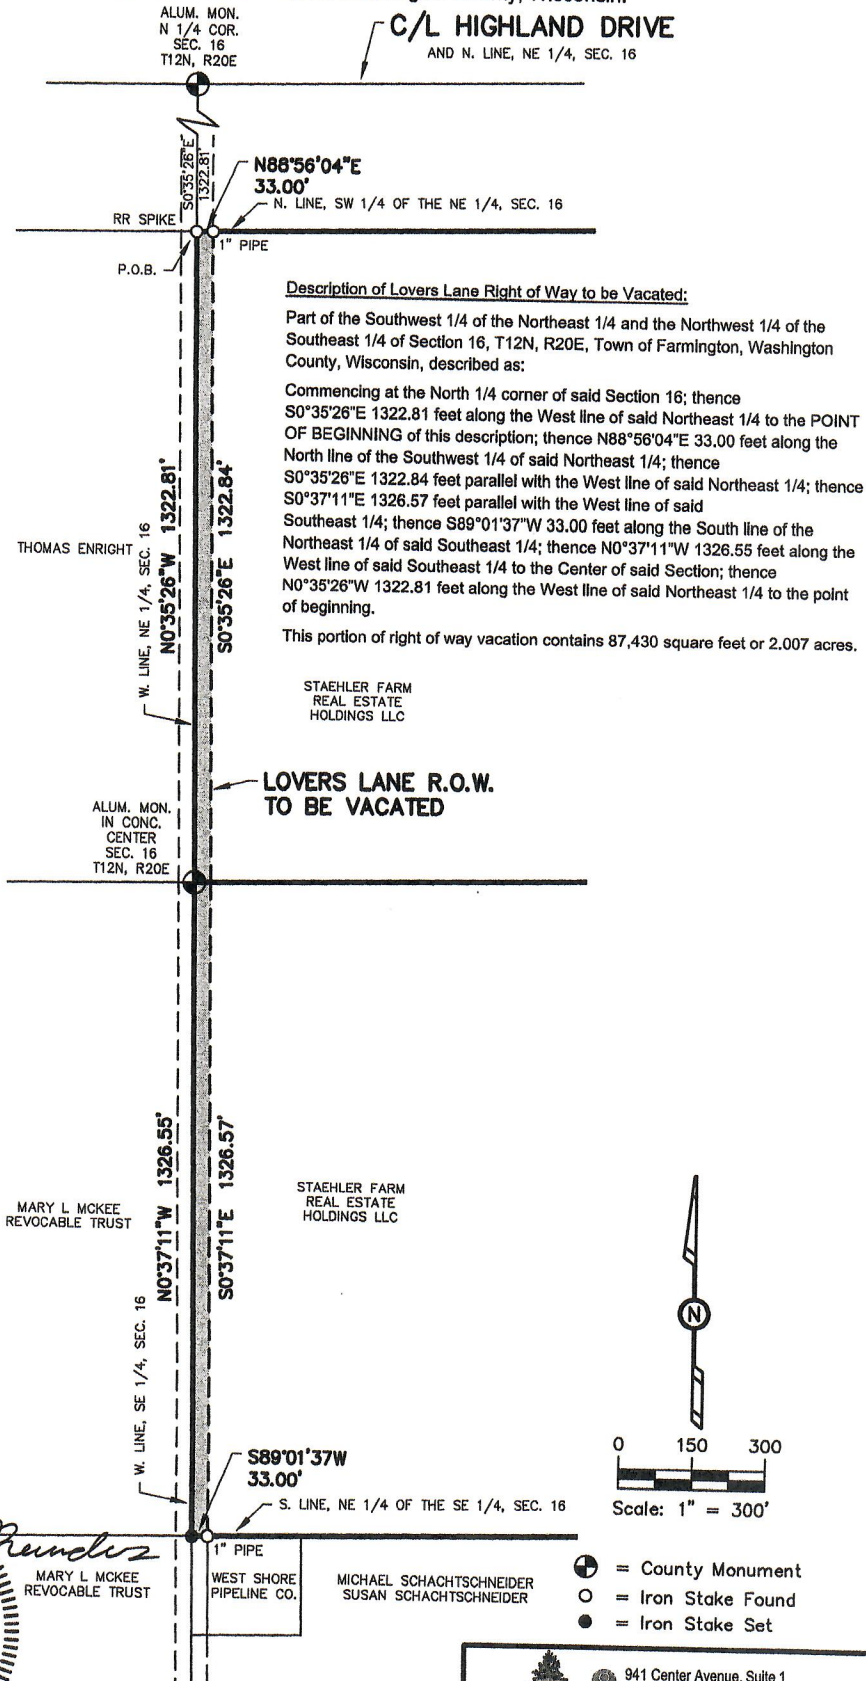 ALUM. MON.
N 1/4 COR.
SEC. 16
T12N, R20E
C/L HIGHLAND DRIVE
AND N. LINE, NE 1/4, SEC. 16
S0°35'26"E
1322.81'
N88°56'04"E
33.00'
N. LINE, SW 1/4 OF THE NE 1/4, SEC. 16
RR SPIKE
1" PIPE
P.O.B.
Description of Lovers Lane Right of Way to be Vacated:
Part of the Southwest 1/4 of the Northeast 1/4 and the Northwest 1/4 of the
Southeast 1/4 of Section 16, T12N, R20E, Town of Farmington, Washington
County, Wisconsin, described as:
Commencing at the North 1/4 corner of said Section 16; thence
S0°35'26"E 1322.81 feet along the West line of said Northeast 1/4 to the POINT
OF BEGINNING of this description; thence N88°56'04"E 33.00 feet along the
North line of the Southwest 1/4 of said Northeast 1/4; thence
S0°35'26"E 1322.84 feet parallel with the West line of said Northeast 1/4; thence
S0°37'11"E 1326.57 feet parallel with the West line of said
Southeast 1/4; thence S89°01'37"W 33.00 feet along the South line of the
Northeast 1/4 of said Southeast 1/4; thence N0°37'11"W 1326.55 feet along the
West line of said Southeast 1/4 to the Center of said Section; thence
N0°35'26"W 1322.81 feet along the West line of said Northeast 1/4 to the point
of beginning.
This portion of right of way vacation contains 87,430 square feet or 2.007 acres.
THOMAS ENRIGHT
W. LINE, NE 1/4, SEC. 16
N0°35'26"W 1322.81'
S0°35'26"E 1322.84'
STAEHLER FARM
REAL ESTATE
HOLDINGS LLC
LOVERS LANE R.O.W.
TO BE VACATED
ALUM. MON.
IN CONC.
CENTER
SEC. 16
T12N, R20E
MARY L MCKEE
REVOCABLE TRUST
N0°37'11"W 1326.55'
S0°37'11"E 1326.57'
STAEHLER FARM
REAL ESTATE
HOLDINGS LLC
W. LINE, SE 1/4, SEC. 16
N
0 150 300
Scale: 1" = 300'
S89°01'37W
33.00'
S. LINE, NE 1/4 OF THE SE 1/4, SEC. 16
1" PIPE
MARY L MCKEE
REVOCABLE TRUST
WEST SHORE
PIPELINE CO.
MICHAEL SCHACHTSCHNEIDER
SUSAN SCHACHTSCHNEIDER
= County Monument
= Iron Stake Found
= Iron Stake Set
941 Center Avenue, Suite 1